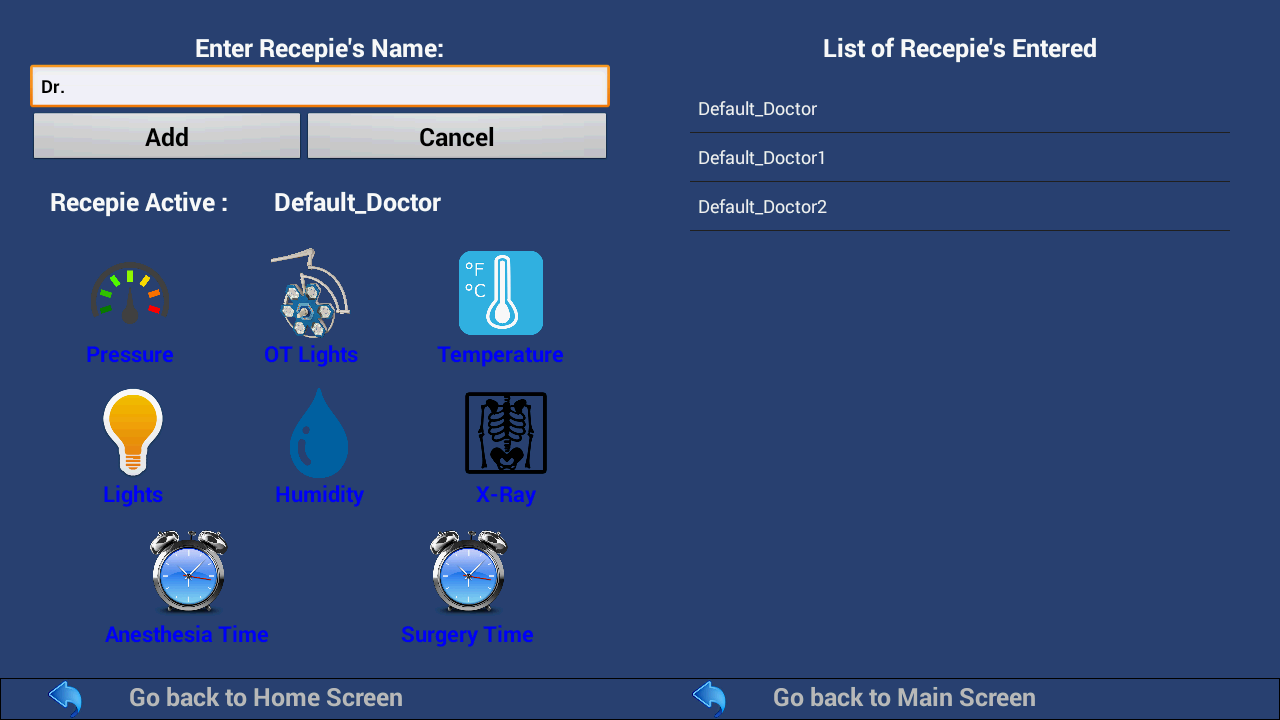 Enter Recepie's Name:
Dr.
Add
Cancel
Recepie Active :
Default_Doctor
°F
°C
Pressure
OT Lights
Temperature
Lights
Humidity
X-Ray
Anesthesia Time
Surgery Time
List of Recepie's Entered
Default_Doctor
Default_Doctor1
Default_Doctor2
Go back to Home Screen
Go back to Main Screen